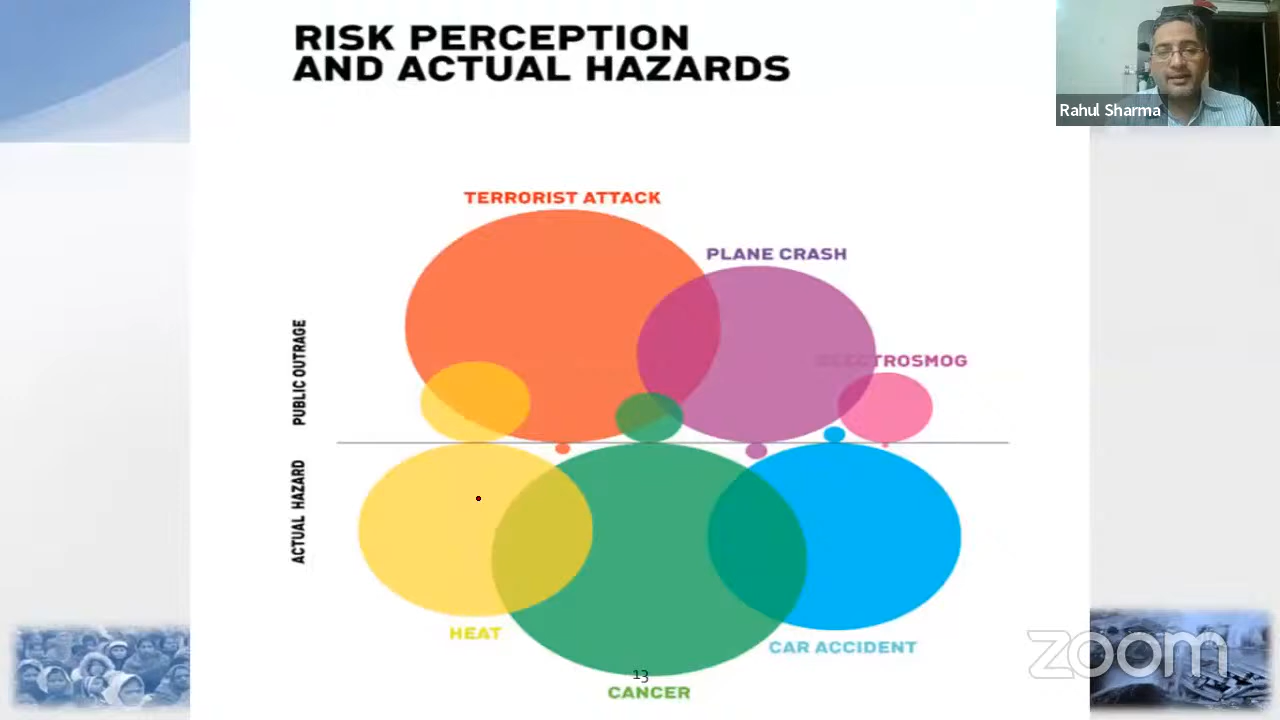 RISK PERCEPTION
AND ACTUAL HAZARDS
Rahul Sharma
TERRORIST ATTACK
PLANE CRASH
ELECTROSMOG
PUBLIC OUTRAGE
ACTUAL HAZARD
HEAT
CAR ACCIDENT
13
CANCER
zoom